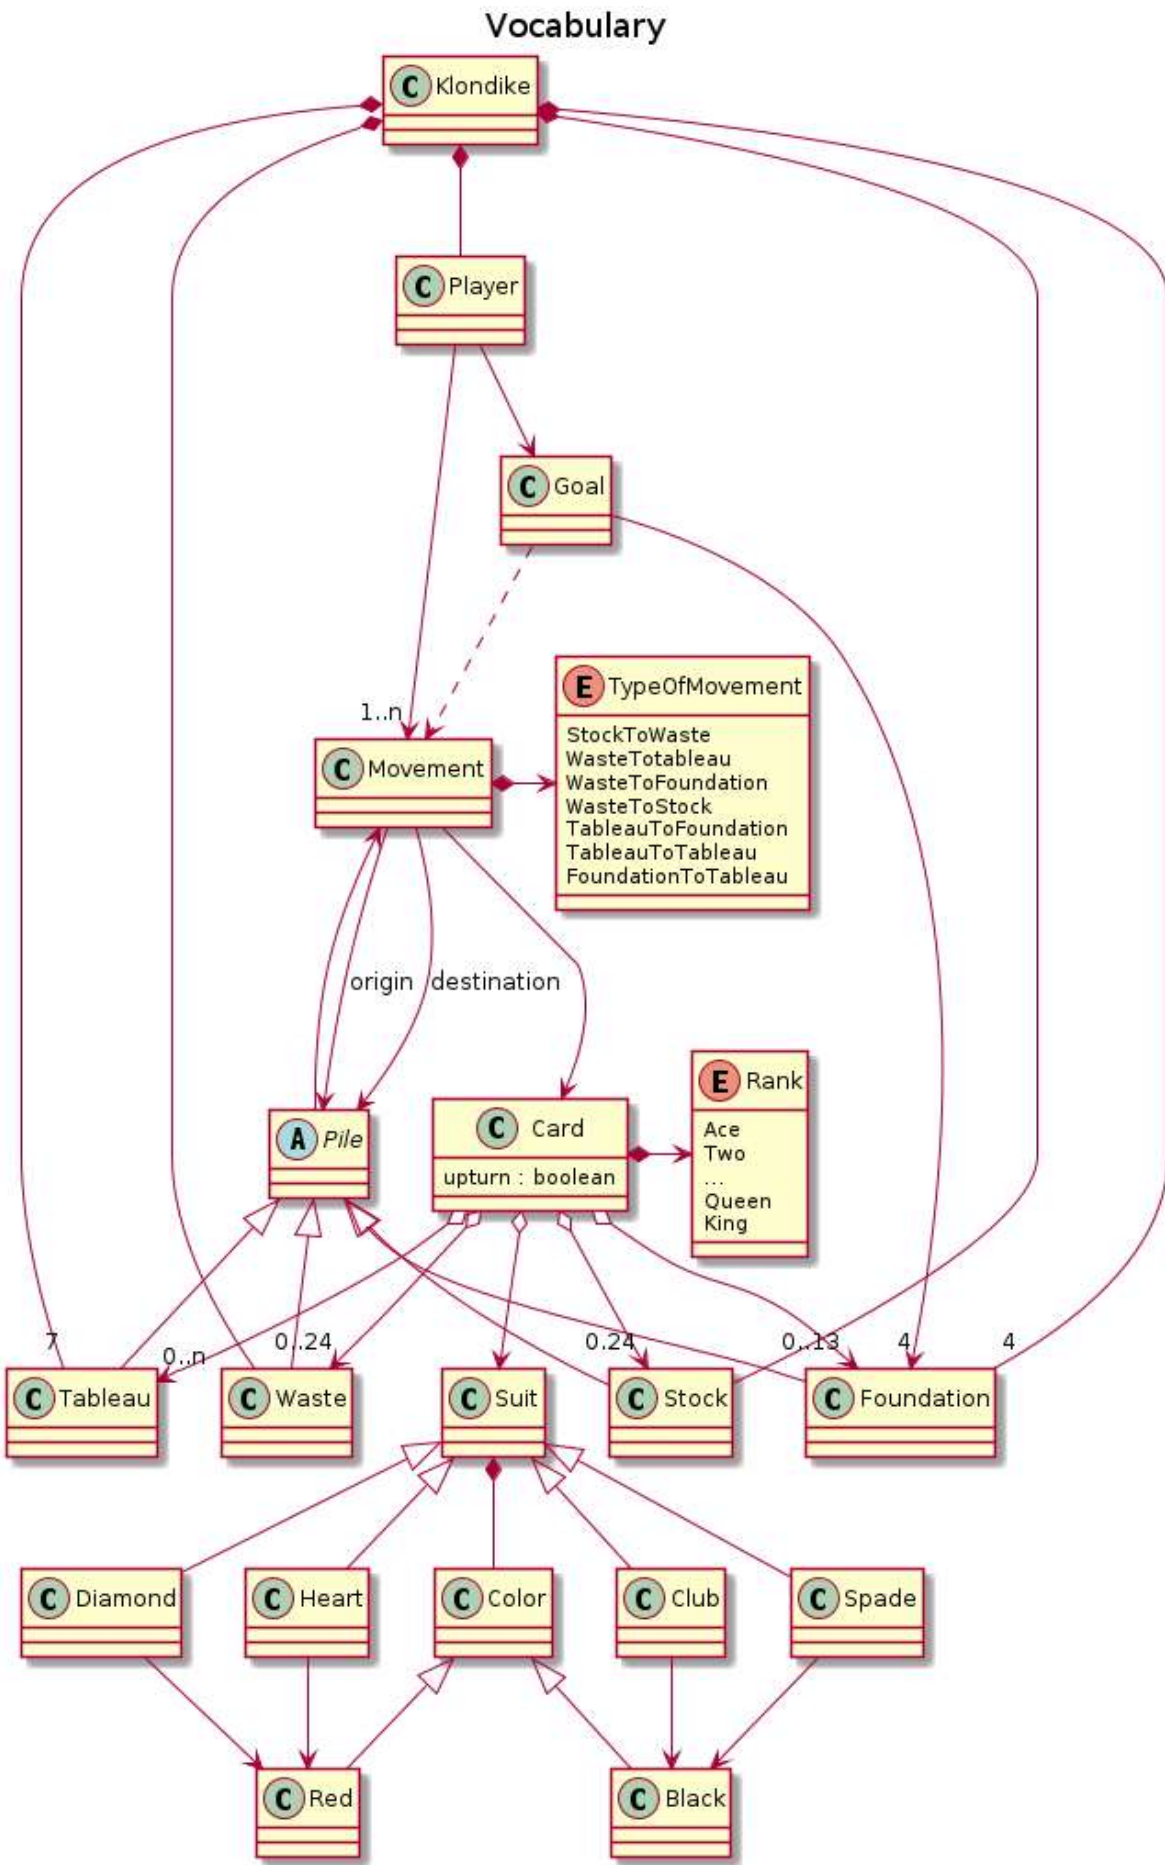 Vocabulary
C Klondike
C Player
C Goal
E TypeOfMovement
StockToWaste
WasteTotableau
WasteToFoundation
WasteToStock
TableauToFoundation
TableauToTableau
FoundationToTableau
1..n
C Movement
origin
destination
E Rank
Ace
Two
...
Queen
King
A Pile
C Card
upturn : boolean
7
0..n
0..24
0..24
0..13
4
4
C Tableau
C Waste
C Suit
C Stock
C Foundation
C Diamond
C Heart
C Color
C Club
C Spade
C Red
C Black